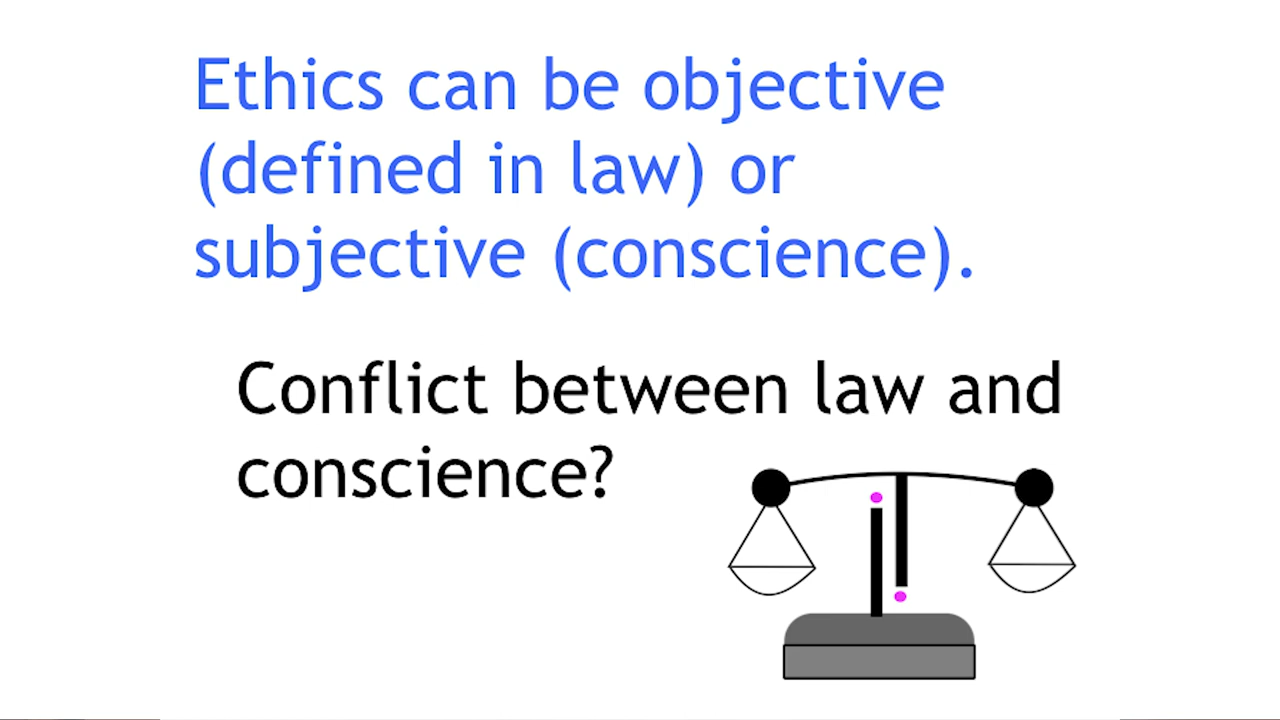 Ethics can be objective
(defined in law) or
subjective (conscience).
Conflict between law and
conscience?